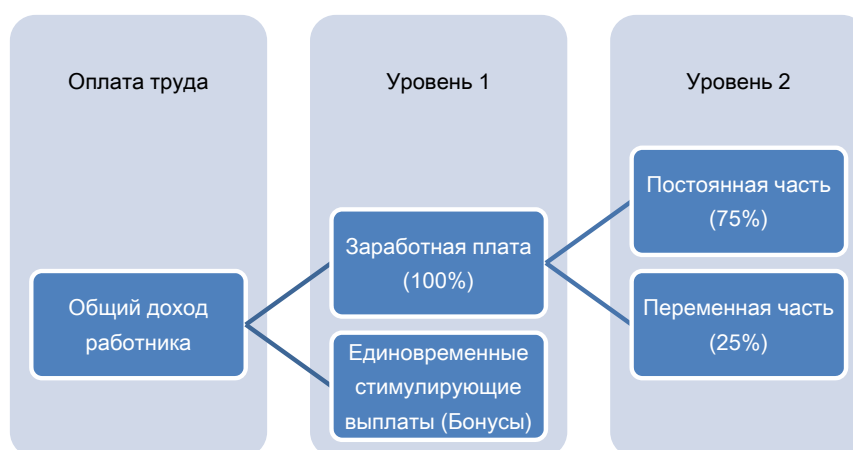 Оплата труда
Уровень 1
Уровень 2
Общий доход
работника
Заработная плата
(100%)
Единовременные
стимулирующие
выплаты (Бонусы)
Постоянная часть
(75%)
Переменная часть
(25%)